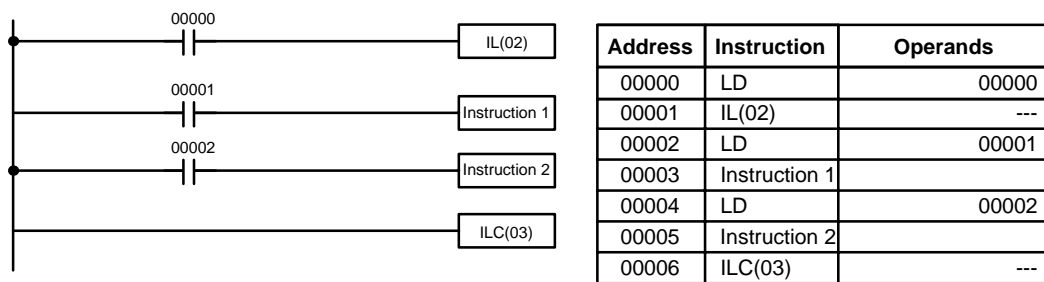 00000
IL(02)
00001
Instruction 1
00002
Instruction 2
ILC(03)
Address Instruction Operands
00000 LD 00000
00001 IL(02) ---
00002 LD 00001
00003 Instruction 1
00004 LD 00002
00005 Instruction 2
00006 ILC(03) ---